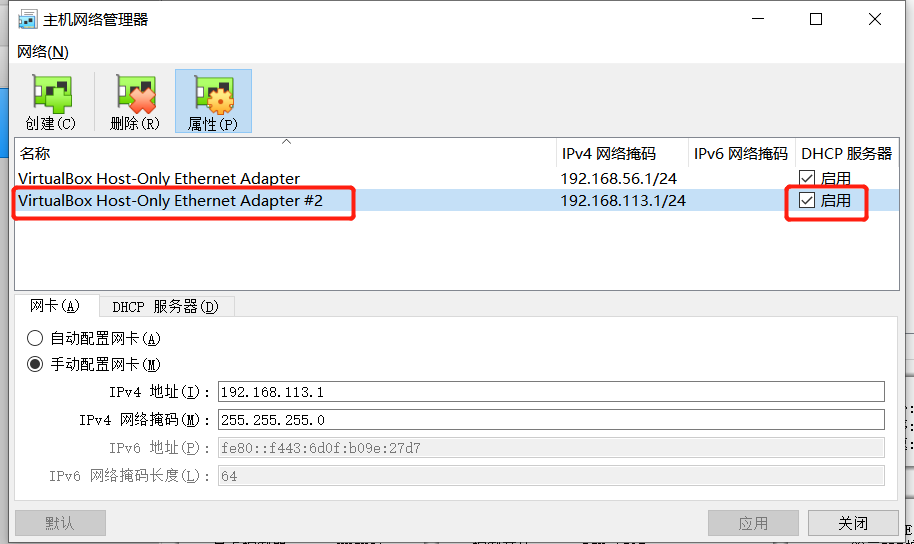 主机网络管理器
网络(N)
创建(C) 删除(R) 属性(P)
名称 IPv4 网络掩码 IPv6 网络掩码 DHCP 服务器
VirtualBox Host-Only Ethernet Adapter 192.168.56.1/24 启用
VirtualBox Host-Only Ethernet Adapter #2 192.168.113.1/24 启用
网卡(A) DHCP 服务器(D)
自动配置网卡(A)
手动配置网卡(M)
IPv4 地址(I): 192.168.113.1
IPv4 网络掩码(M): 255.255.255.0
IPv6 地址(P): fe80::f443:6d0f:b09e:27d7
IPv6 网络掩码长度(L): 64
默认 应用 关闭